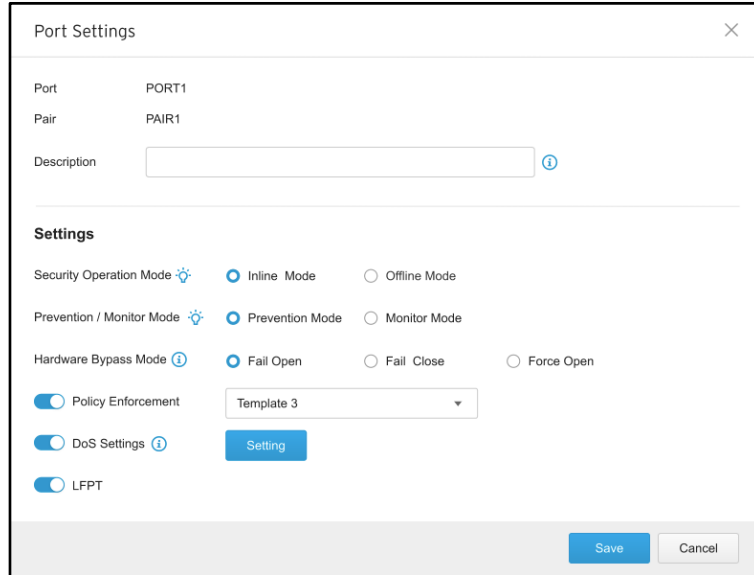 Port Settings
Port PORT1
Pair PAIR1
Description
Settings
Security Operation Mode Inline Mode Offline Mode
Prevention / Monitor Mode Prevention Mode Monitor Mode
Hardware Bypass Mode Fail Open Fail Close Force Open
Policy Enforcement Template 3
DoS Settings Setting
LFPT
Save Cancel